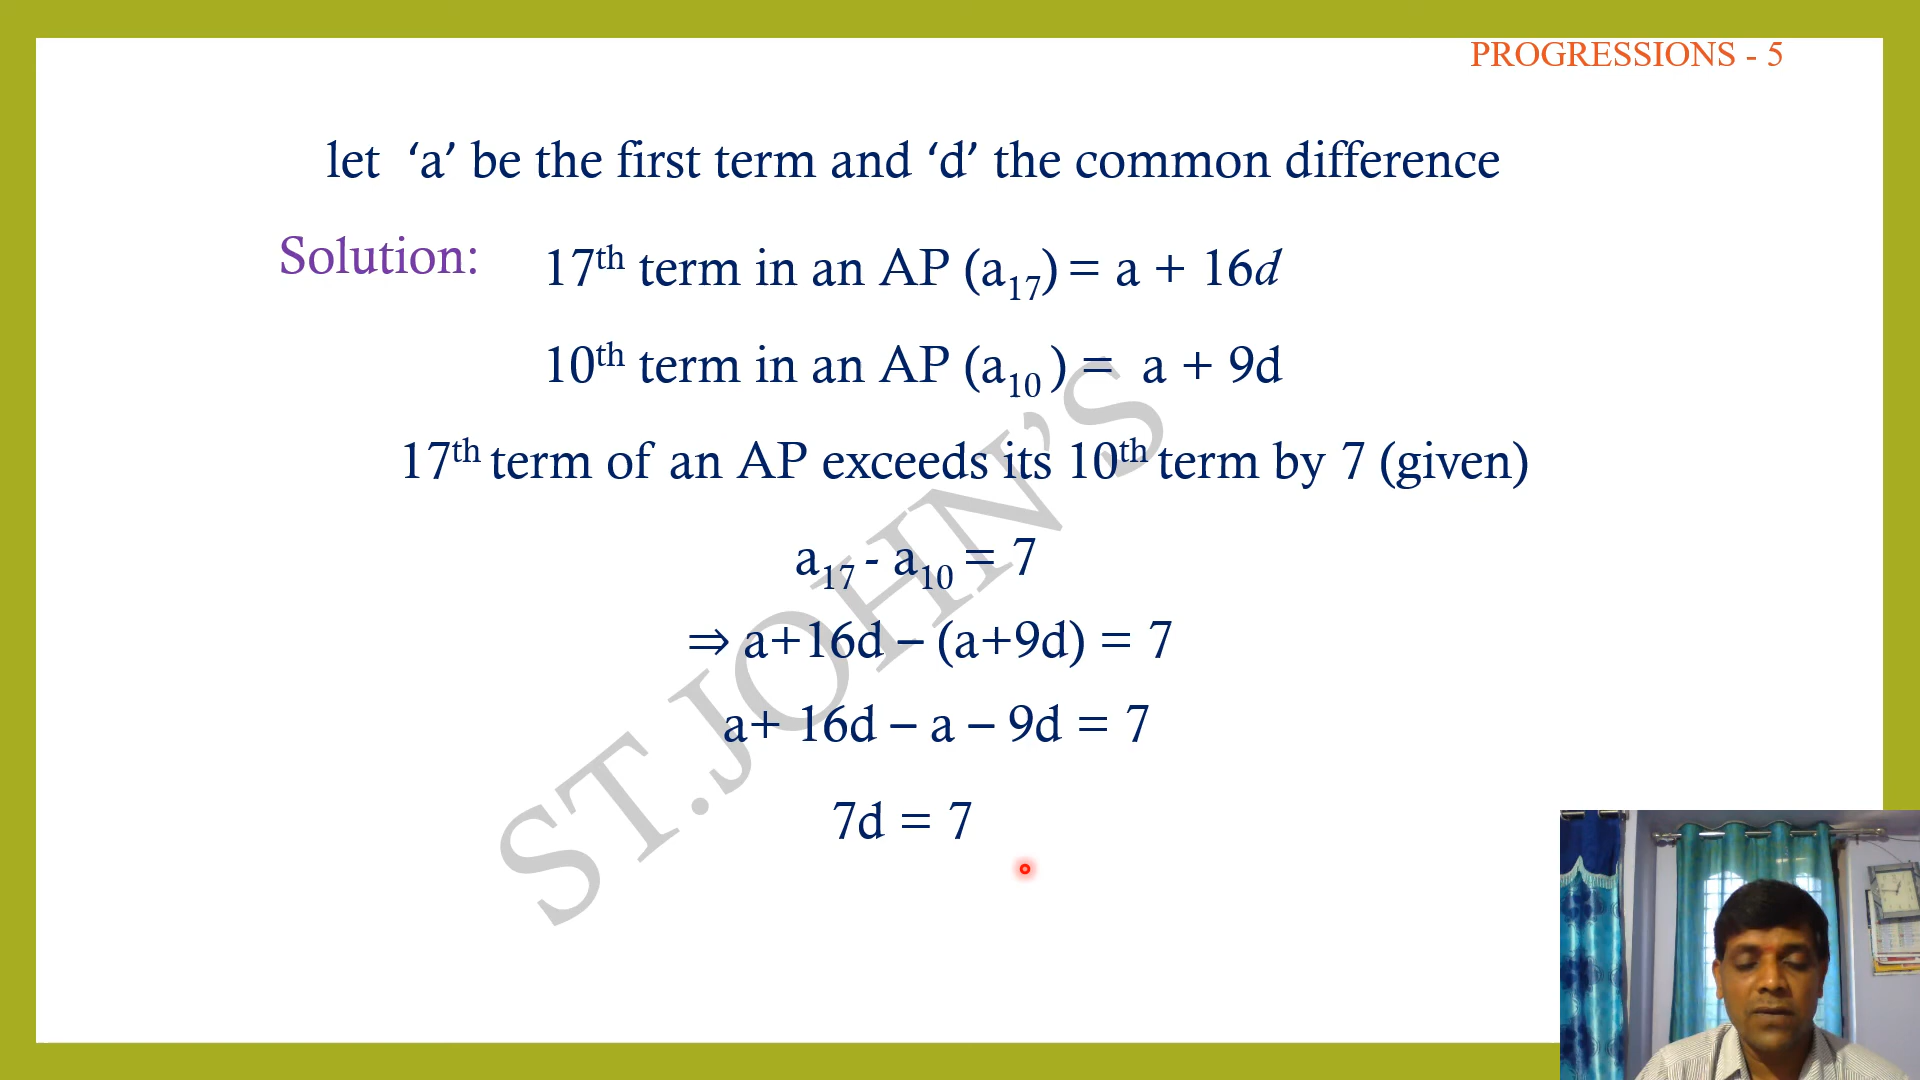 PROGRESSIONS - 5
let ‘a’ be the first term and ‘d’ the common difference
Solution:
17th term in an AP (a17) = a + 16d
10th term in an AP (a10 ) = a + 9d
17th term of an AP exceeds its 10th term by 7 (given)
a17 - a10 = 7
⇒ a+16d – (a+9d) = 7
a+ 16d – a – 9d = 7
7d = 7
ST.JOHN’S